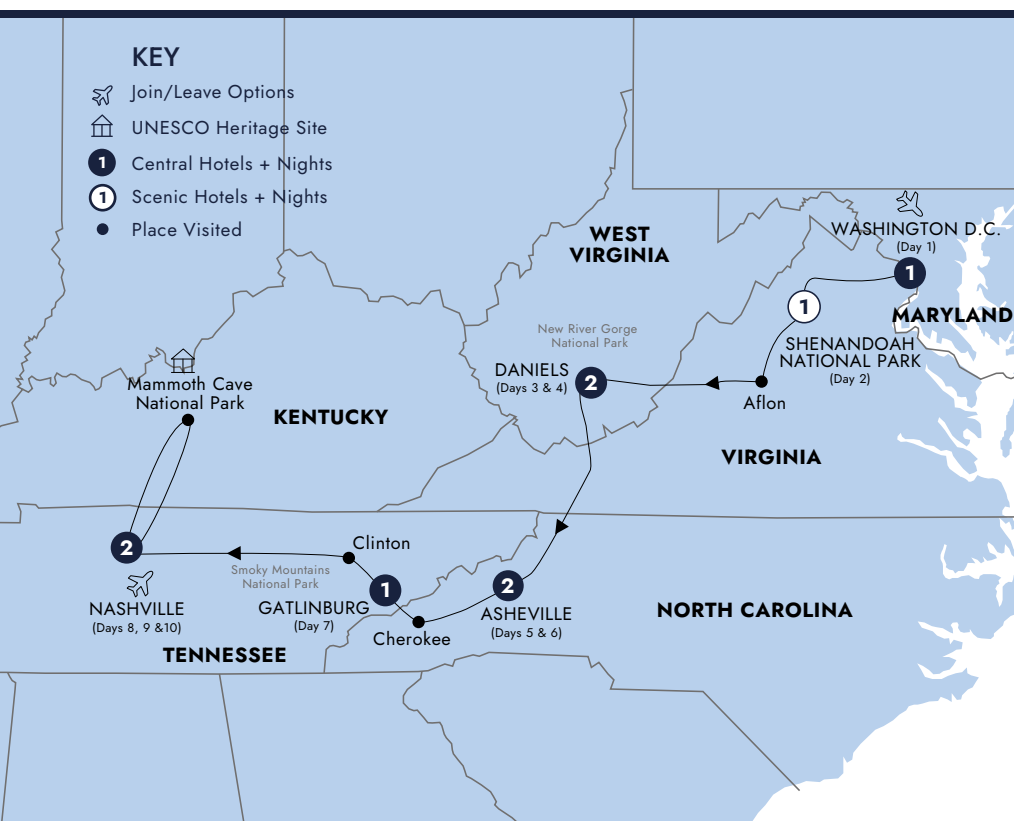 KEY
Join/Leave Options
UNESCO Heritage Site
1 Central Hotels + Nights
1 Scenic Hotels + Nights
Place Visited
WEST
VIRGINIA
WASHINGTON D.C.
(Day 1)
1
1
MARYLAND
SHENANDOAH
NATIONAL PARK
(Day 2)
New River Gorge
National Park
DANIELS
(Days 3 & 4)
2
Aflon
Mammoth Cave
National Park
KENTUCKY
VIRGINIA
2
Clinton
Smoky Mountains
National Park
1
2
NASHVILLE
(Days 8, 9 &10)
GATLINBURG
(Day 7)
ASHEVILLE
(Days 5 & 6)
NORTH CAROLINA
Cherokee
TENNESSEE